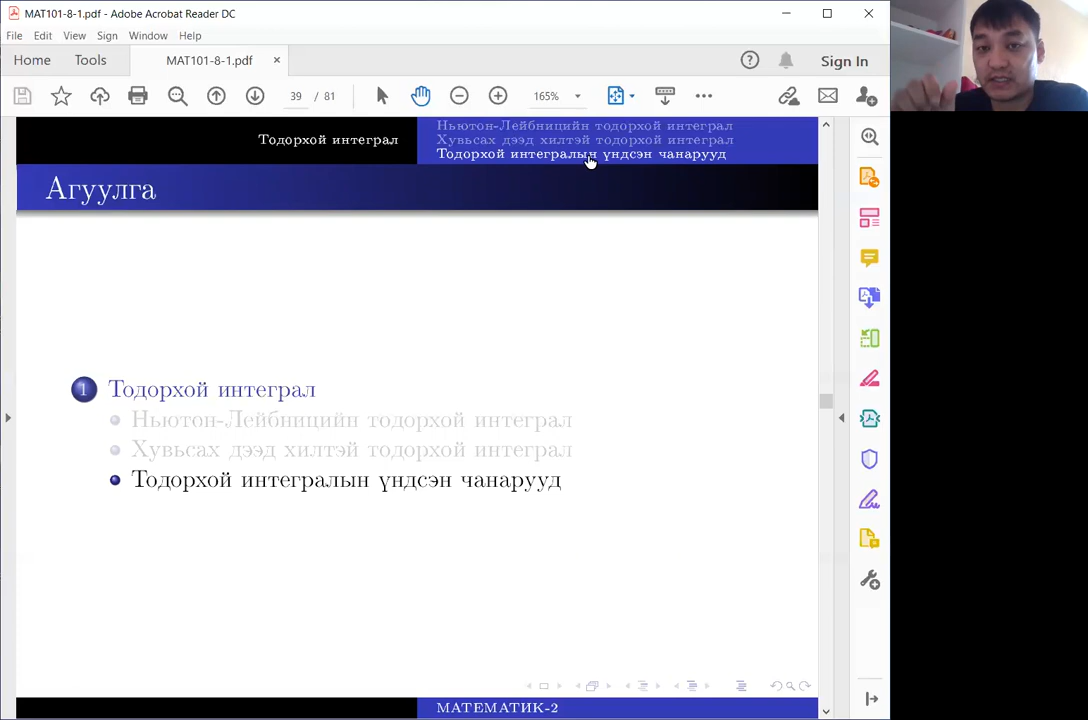 MAT101-8-1.pdf - Adobe Acrobat Reader DC
File Edit View Sign Window Help
Home Tools MAT101-8-1.pdf × Sign In
39 / 81 165%
Тодорхой интеграл
Ньютон-Лейбницийн тодорхой интеграл
Хувьсах дээд хилтэй тодорхой интеграл
Тодорхой интегралын үндсэн чанарууд
Агуулга
1 Тодорхой интеграл
Ньютон-Лейбницийн тодорхой интеграл
Хувьсах дээд хилтэй тодорхой интеграл
Тодорхой интегралын үндсэн чанарууд
МАТЕМАТИК-2